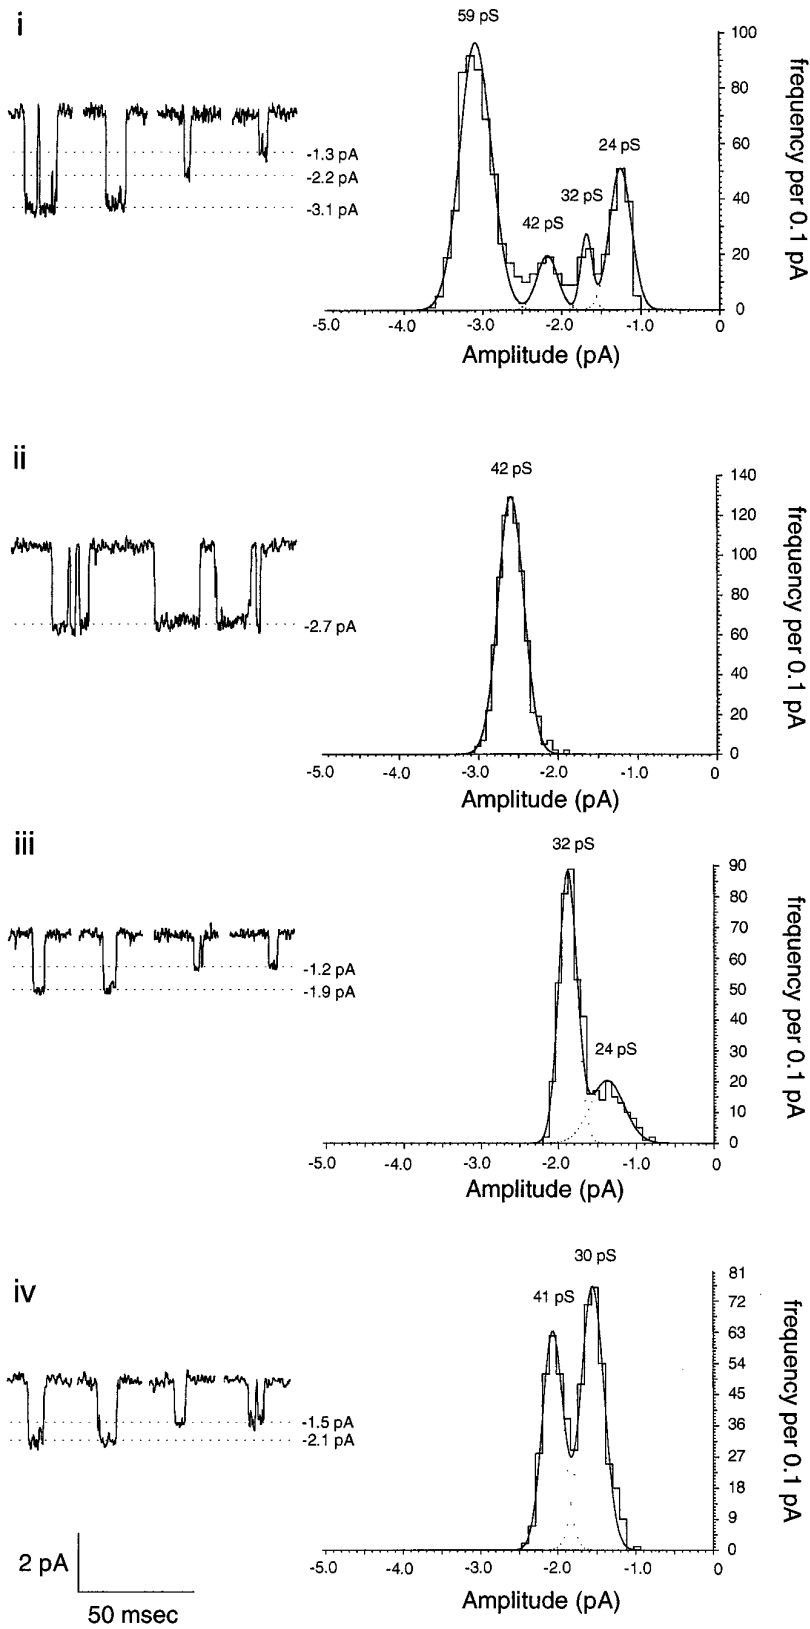 i
59 pS
42 pS
32 pS
24 pS
-1.3 pA
-2.2 pA
-3.1 pA
100
80
60
40
20
0
frequency per 0.1 pA
-5.0 -4.0 -3.0 -2.0 -1.0 0
Amplitude (pA)
ii
42 pS
-2.7 pA
140
120
100
80
60
40
20
0
frequency per 0.1 pA
-5.0 -4.0 -3.0 -2.0 -1.0 0
Amplitude (pA)
iii
32 pS
24 pS
-1.2 pA
-1.9 pA
90
80
70
60
50
40
30
20
10
0
frequency per 0.1 pA
-5.0 -4.0 -3.0 -2.0 -1.0 0
Amplitude (pA)
iv
30 pS
41 pS
-1.5 pA
-2.1 pA
81
72
63
54
45
36
27
18
9
0
frequency per 0.1 pA
-5.0 -4.0 -3.0 -2.0 -1.0 0
Amplitude (pA)
2 pA
50 msec